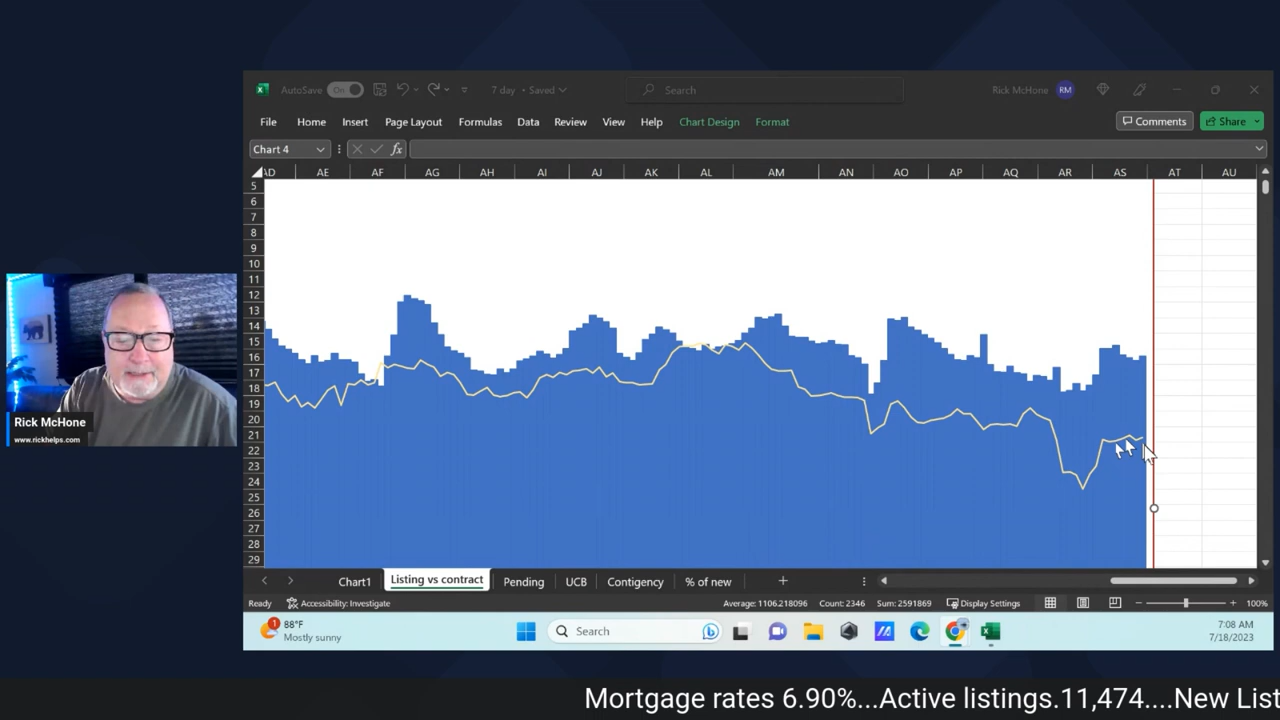 AutoSave On 7 day • Saved Search Rick McHone RM
File Home Insert Page Layout Formulas Data Review View Help Chart Design Format Comments Share
Chart 4 fx
AD AE AF AG AH AI AJ AK AL AM AN AO AP AQ AR AS AT AU
5
6
7
8
9
10
11
12
13
14
15
16
17
18
19
20
21
22
23
24
25
26
27
28
29
Rick McHone
www.rickhelps.com
Chart1 Listing vs contract Pending UCB Contigency % of new
Ready Accessibility: Investigate Average: 1106.218096 Count: 2346 Sum: 2591869 Display Settings 100%
1 88°F
Mostly sunny
Search
7:08 AM
7/18/2023
Mortgage rates 6.90%...Active listings.11,474....New List